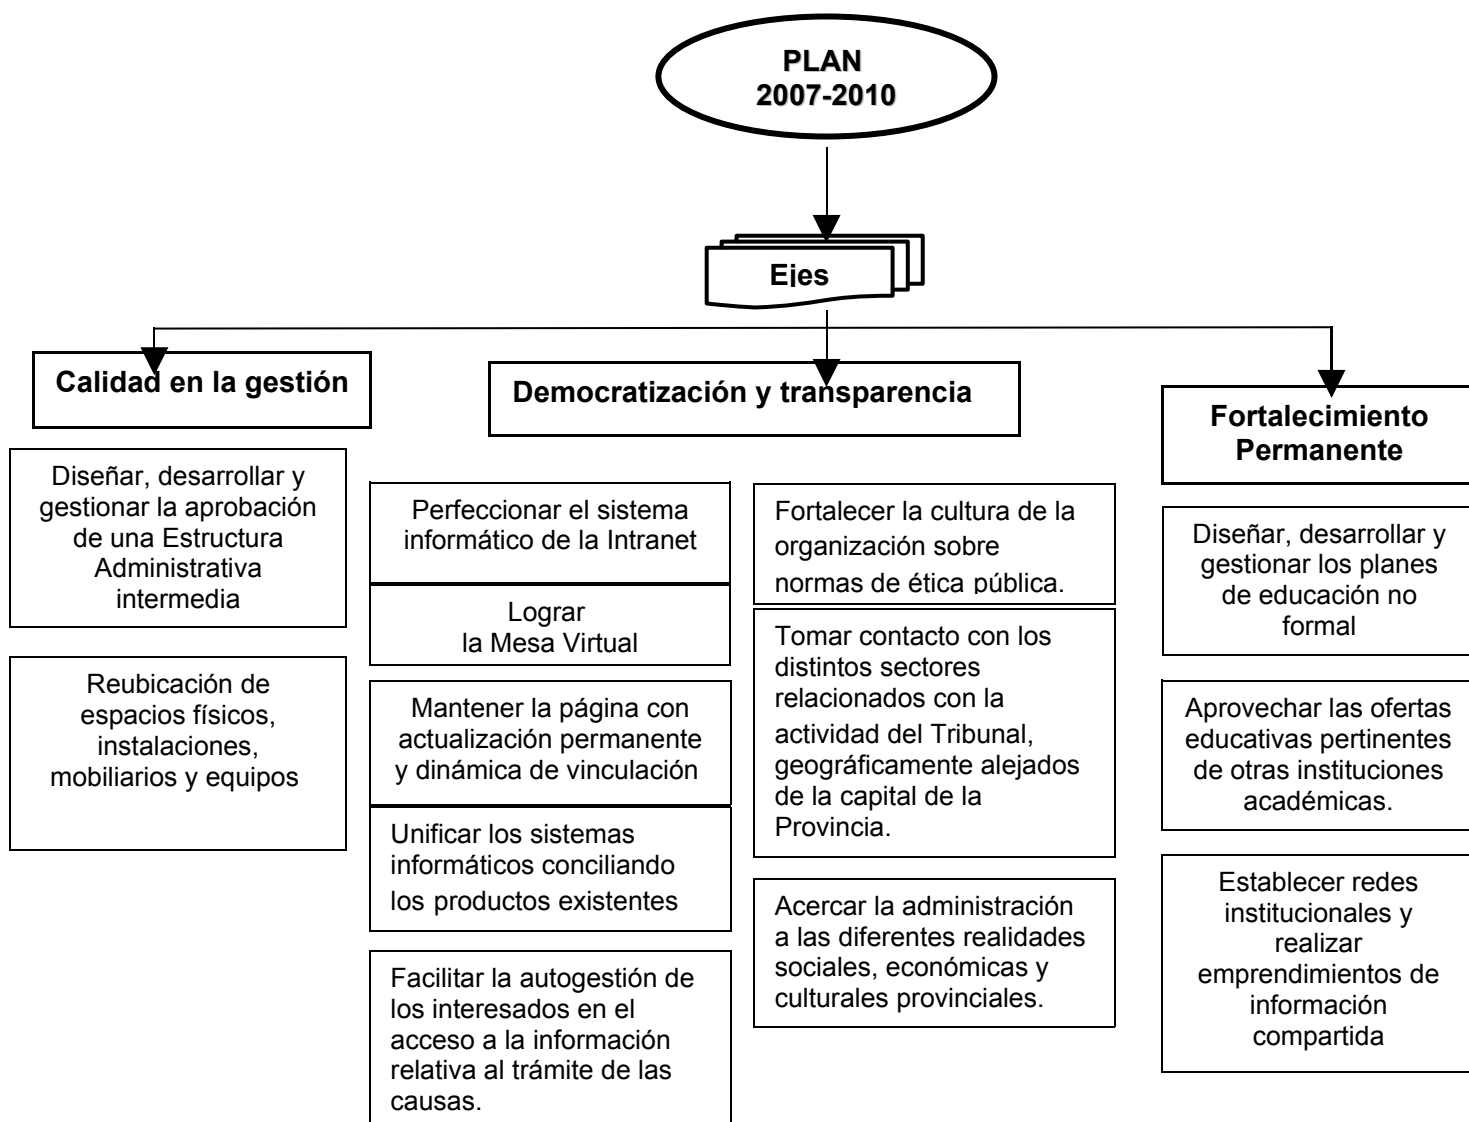 PLAN
2007-2010
Ejes
Calidad en la gestión
Diseñar, desarrollar y
gestionar la aprobación
de una Estructura
Administrativa
intermedia
Reubicación de
espacios físicos,
instalaciones,
mobiliarios y equipos
Democratización y transparencia
Perfeccionar el sistema
informático de la Intranet
Lograr
la Mesa Virtual
Mantener la página con
actualización permanente
y dinámica de vinculación
Unificar los sistemas
informáticos conciliando
los productos existentes
Facilitar la autogestión de
los interesados en el
acceso a la información
relativa al trámite de las
causas.
Fortalecer la cultura de la
organización sobre
normas de ética pública.
Tomar contacto con los
distintos sectores
relacionados con la
actividad del Tribunal,
geográficamente alejados
de la capital de la
Provincia.
Acercar la administración
a las diferentes realidades
sociales, económicas y
culturales provinciales.
Fortalecimiento
Permanente
Diseñar, desarrollar y
gestionar los planes
de educación no
formal
Aprovechar las ofertas
educativas pertinentes
de otras instituciones
académicas.
Establecer redes
institucionales y
realizar
emprendimientos de
información
compartida